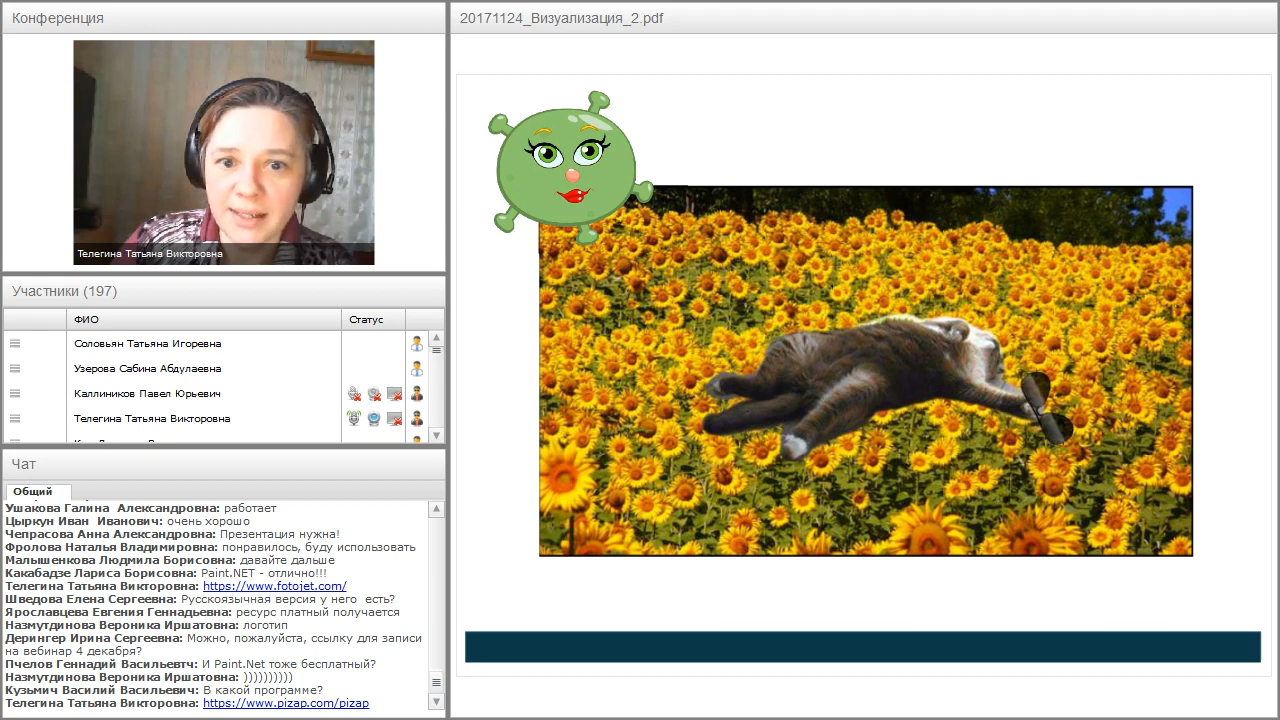 Конференция
20171124_Визуализация_2.pdf
Телегина Татьяна Викторовна
Участники (197)
ФИО
Статус
Соловьян Татьяна Игоревна
Узерова Сабина Абдулаевна
Каллиников Павел Юрьевич
Телегина Татьяна Викторовна
Чат
Общий
Ушакова Галина Александровна: работает
Цыркун Иван Иванович: очень хорошо
Чепрасова Анна Александровна: Презентация нужна!
Фролова Наталья Владимировна: понравилось, буду использовать
Малышенкова Людмила Борисовна: давайте дальше
Какабадзе Лариса Борисовна: Paint.NET - отлично!!!
Телегина Татьяна Викторовна: https://www.fotojet.com/
Шведова Елена Сергеевна: Русскоязычная версия у него есть?
Ярославцева Евгения Геннадьевна: ресурс платный получается
Назмутдинова Вероника Иршатовна: логотип
Дерингер Ирина Сергеевна: Можно, пожалуйста, ссылку для записи
на вебинар 4 декабря?
Пчелов Геннадий Васильевтч: И Paint.Net тоже бесплатный?
Назмутдинова Вероника Иршатовна: ))))))))))
Кузьмич Василий Васильевич: В какой программе?
Телегина Татьяна Викторовна: https://www.pizap.com/pizap